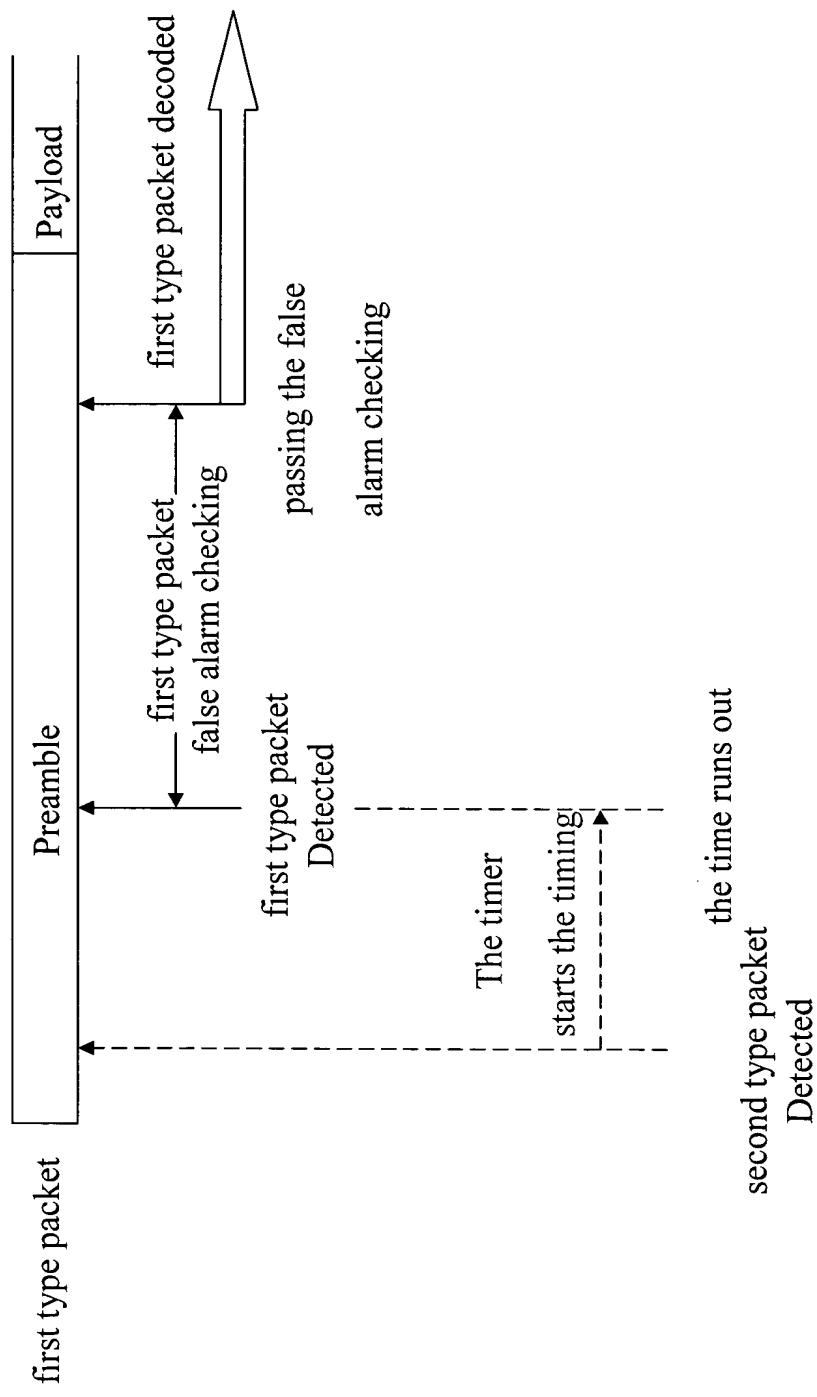 first type packet
Preamble
Payload
first type packet
false alarm checking
first type packet decoded
first type packet
Detected
passing the false
alarm checking
The timer
starts the timing
the time runs out
second type packet
Detected